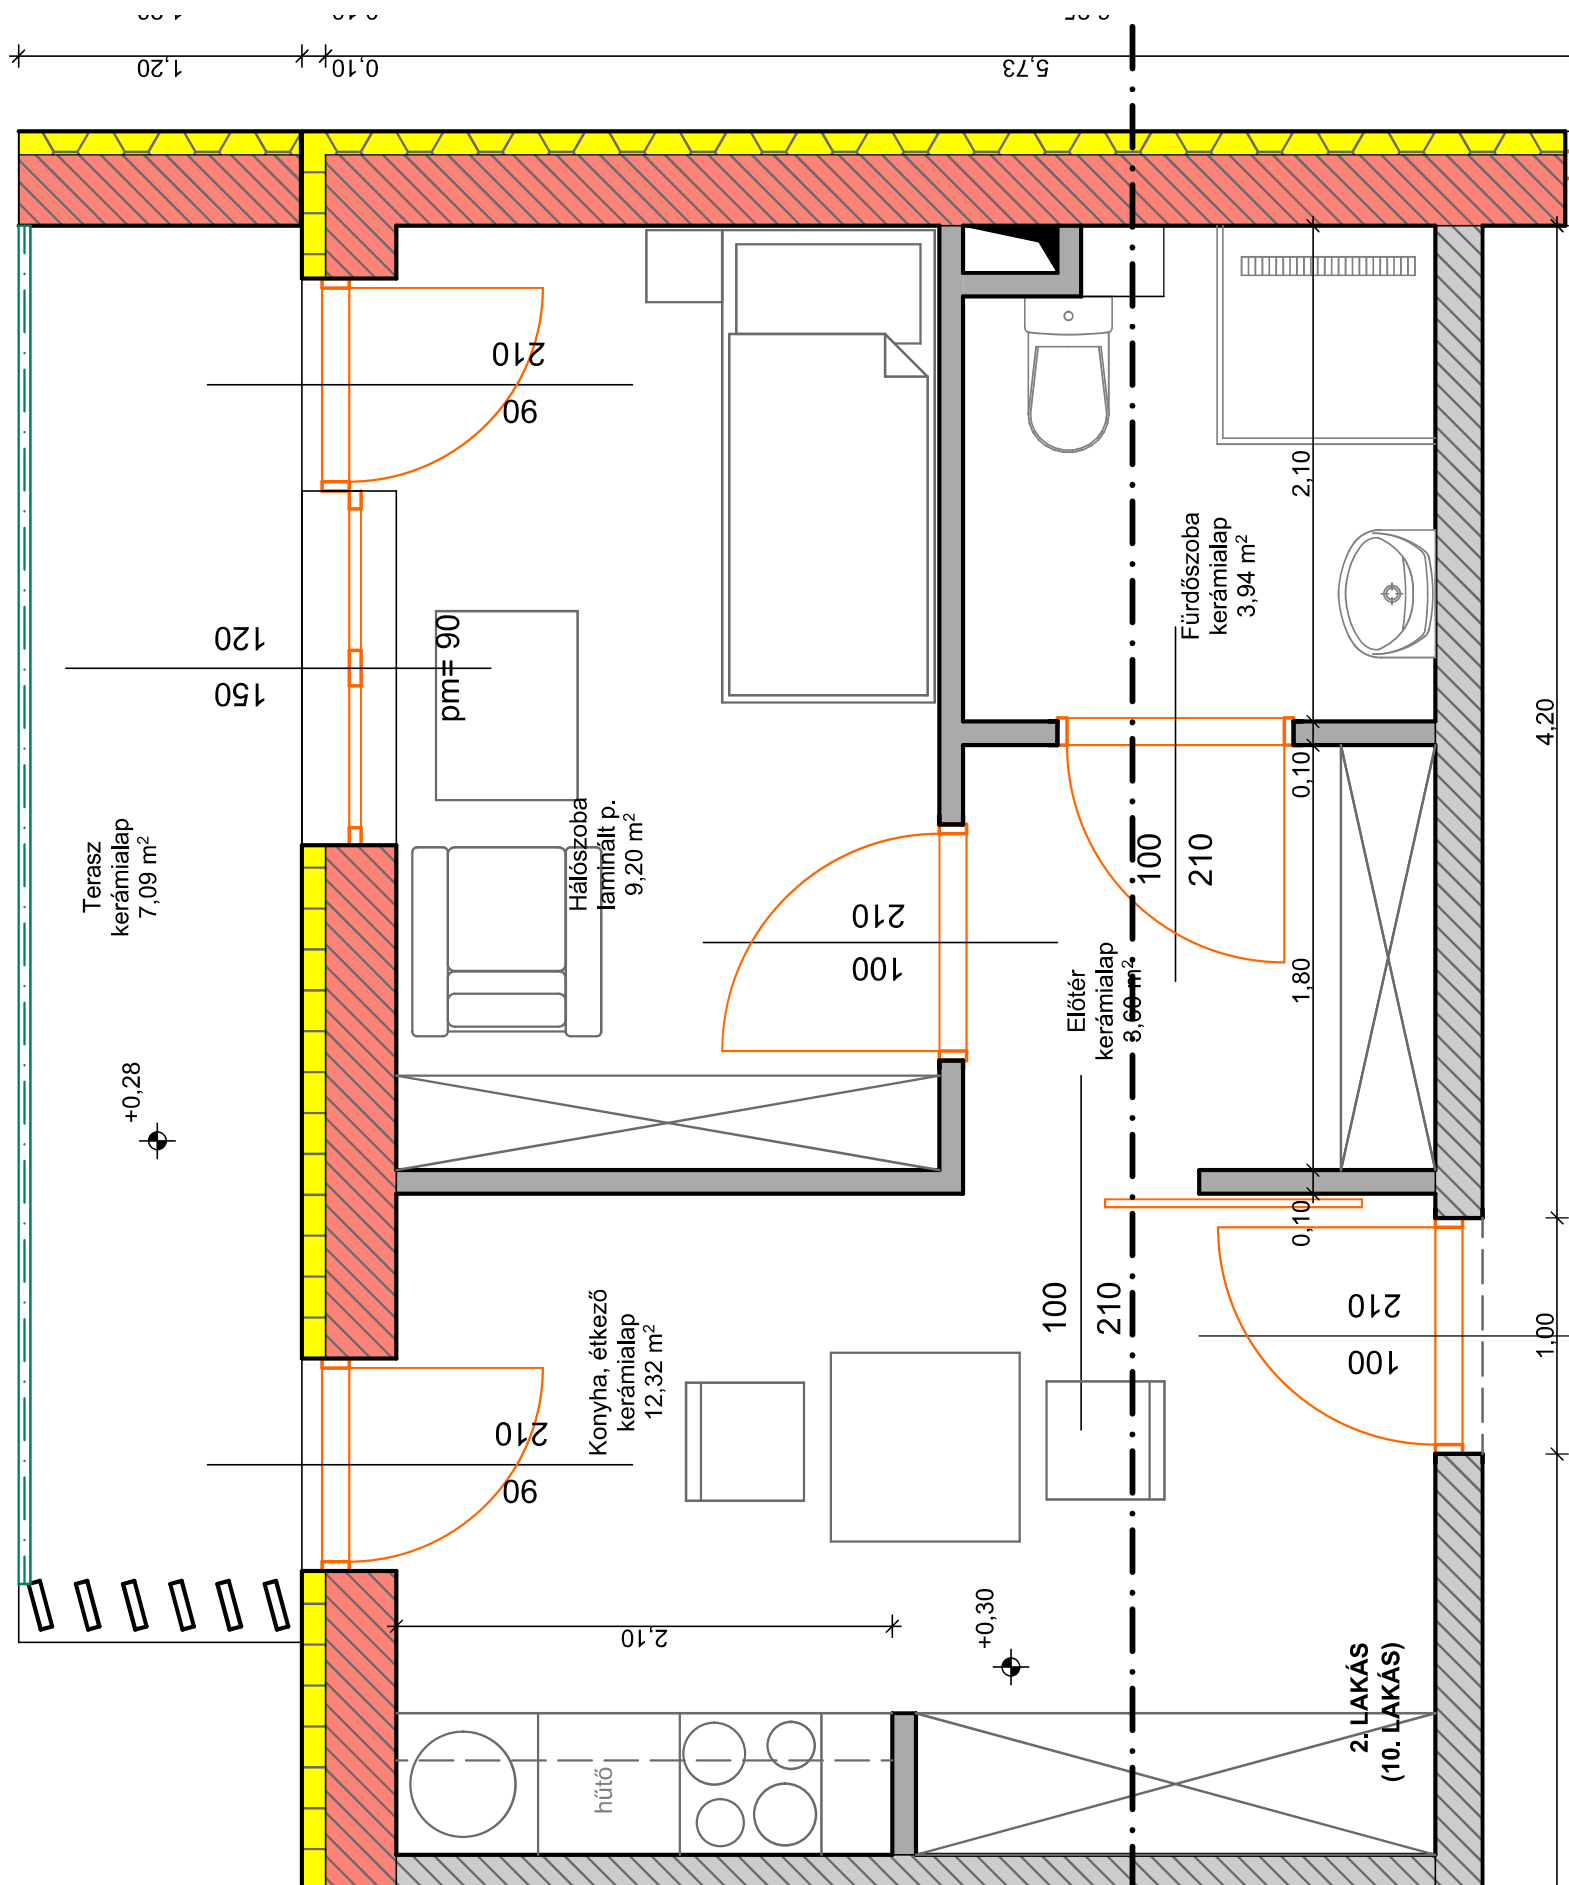 1,20
0,10
5,73
210
90
120
150
pm= 90
Terasz
kerámialap
7,09 m²
+0,28
Hálószoba
laminált p.
9,20 m²
210
100
Fürdőszoba
kerámialap
3,94 m²
2,10
0,10
1,80
0,10
4,20
1,00
100
210
Előtér
kerámialap
3,60 m²
100
210
210
100
Konyha, étkező
kerámialap
12,32 m²
210
90
2,10
+0,30
hűtő
2. LAKÁS
(10. LAKÁS)